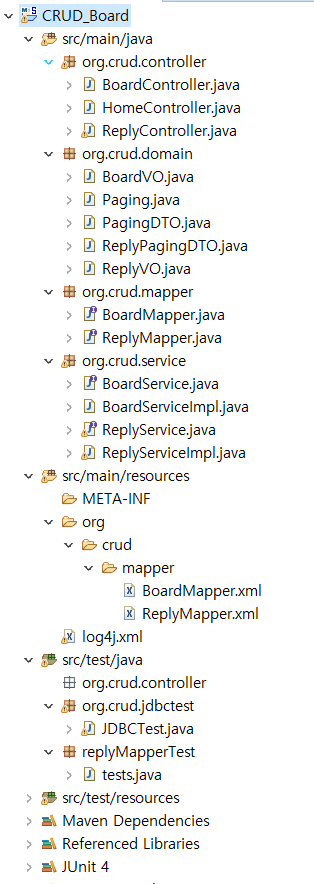 CRUD_Board
src/main/java
org.crud.controller
BoardController.java
HomeController.java
ReplyController.java
org.crud.domain
BoardVO.java
Paging.java
PagingDTO.java
ReplyPagingDTO.java
ReplyVO.java
org.crud.mapper
BoardMapper.java
ReplyMapper.java
org.crud.service
BoardService.java
BoardServiceImpl.java
ReplyService.java
ReplyServiceImpl.java
src/main/resources
META-INF
org
crud
mapper
BoardMapper.xml
ReplyMapper.xml
log4j.xml
src/test/java
org.crud.controller
org.crud.jdbctest
JDBCTest.java
replyMapperTest
tests.java
src/test/resources
Maven Dependencies
Referenced Libraries
JUnit 4